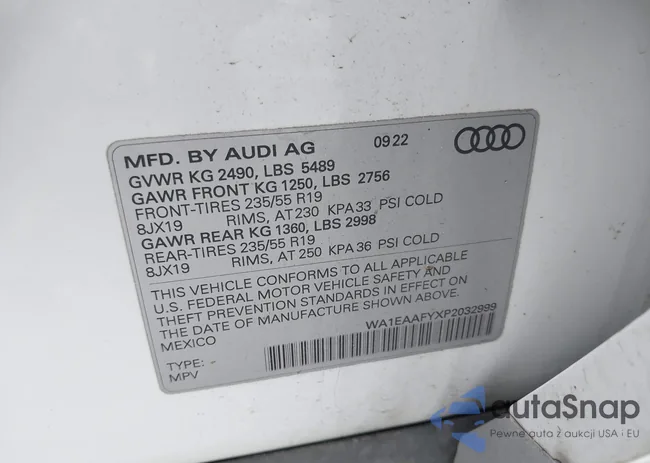 MFD. BY AUDI AG 09 22
GVWR KG 2490, LBS 5489
GAWR FRONT KG 1250, LBS 2756
FRONT-TIRES 235/55 R19
8JX19 RIMS, AT 230 KPA 33 PSI COLD
GAWR REAR KG 1360, LBS 2998
REAR-TIRES 235/55 R19
8JX19 RIMS, AT 250 KPA 36 PSI COLD
THIS VEHICLE CONFORMS TO ALL APPLICABLE
U.S. FEDERAL MOTOR VEHICLE SAFETY AND
THEFT PREVENTION STANDARDS IN EFFECT ON
THE DATE OF MANUFACTURE SHOWN ABOVE.
MEXICO WA1EAAFYXP2032999
TYPE: -
MPV
autaSnap
Pewne auta z aukcji USA i EU